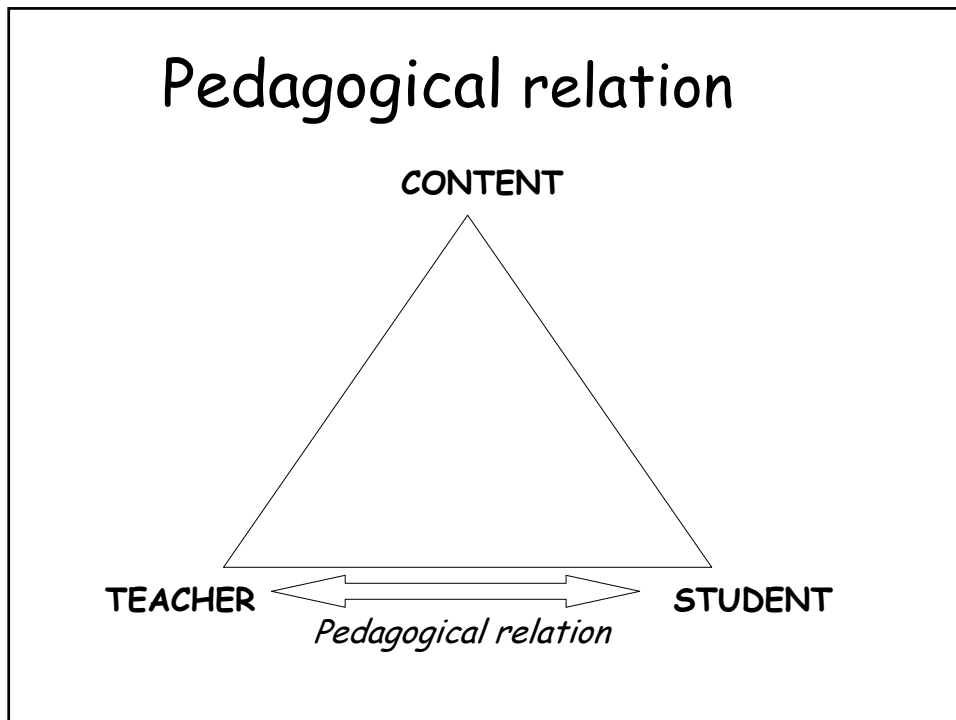 Pedagogical relation
CONTENT
TEACHER
STUDENT
Pedagogical relation